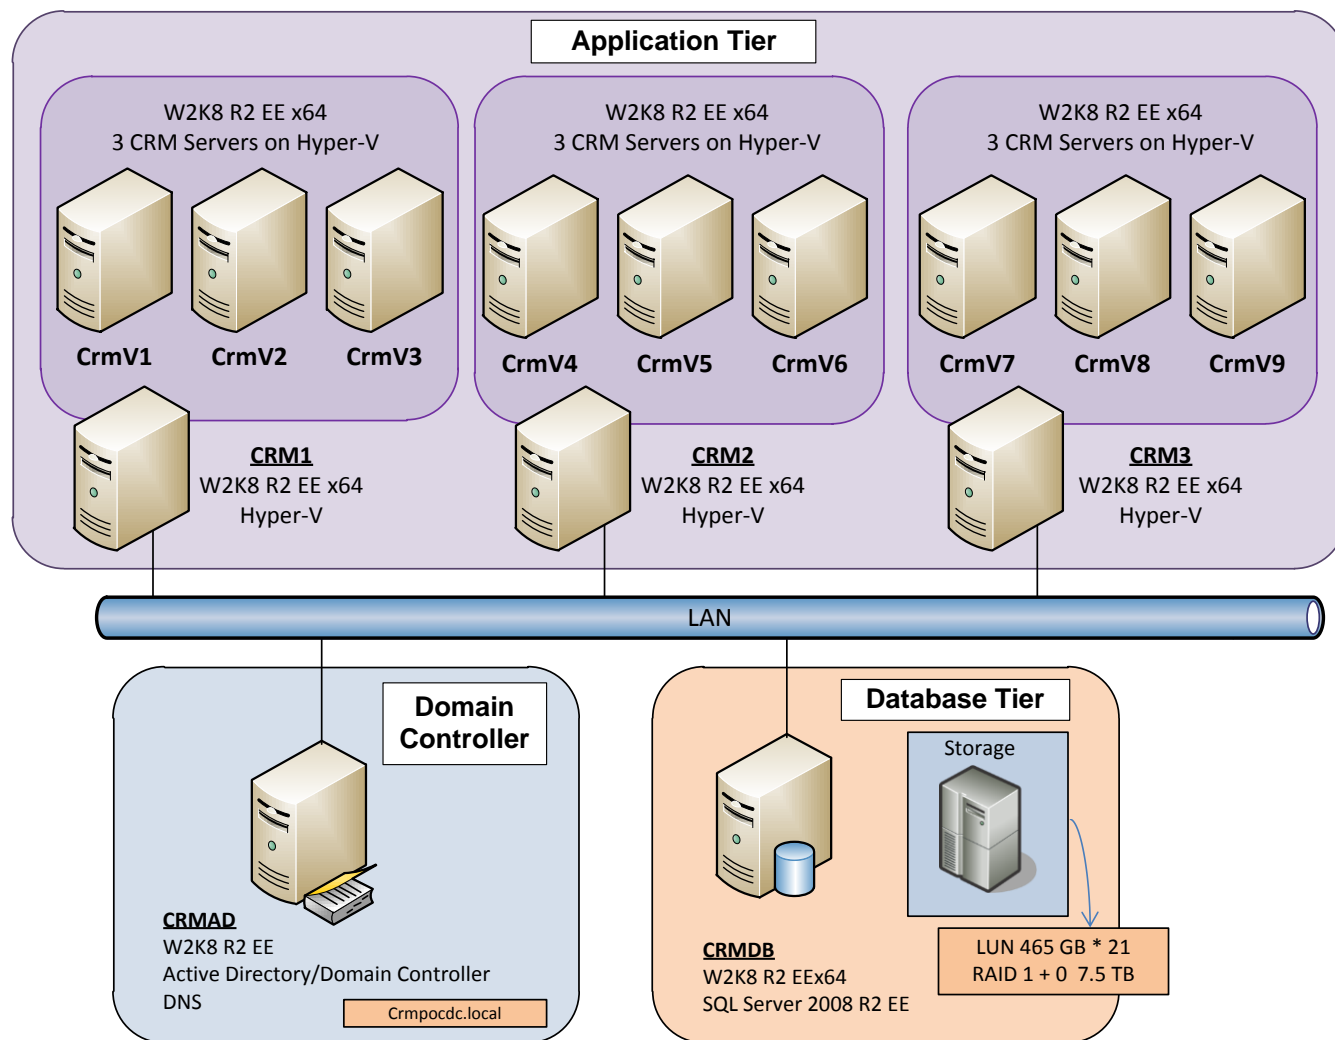 Application Tier
W2K8 R2 EE x64
3 CRM Servers on Hyper-V
CrmV1
CrmV2
CrmV3
W2K8 R2 EE x64
3 CRM Servers on Hyper-V
CrmV4
CrmV5
CrmV6
W2K8 R2 EE x64
3 CRM Servers on Hyper-V
CrmV7
CrmV8
CrmV9
CRM1
W2K8 R2 EE x64
Hyper-V
CRM2
W2K8 R2 EE x64
Hyper-V
CRM3
W2K8 R2 EE x64
Hyper-V
LAN
Domain
Controller
CRMAD
W2K8 R2 EE
Active Directory/Domain Controller
DNS
Crmpocdc.local
Database Tier
Storage
CRMDB
W2K8 R2 EEx64
SQL Server 2008 R2 EE
LUN 465 GB * 21
RAID 1 + 0  7.5 TB